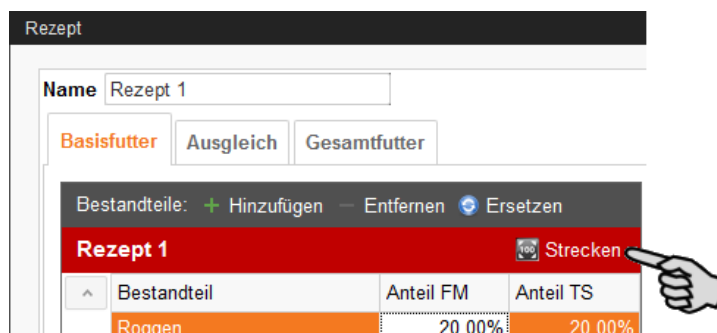 Rezept
Name Rezept 1
Basisfutter Ausgleich Gesamtfutter
Bestandteile: + Hinzufügen − Entfernen Ersetzen
Rezept 1 100 Strecken
Bestandteil Anteil FM Anteil TS
Roggen 20.00% 20.00%